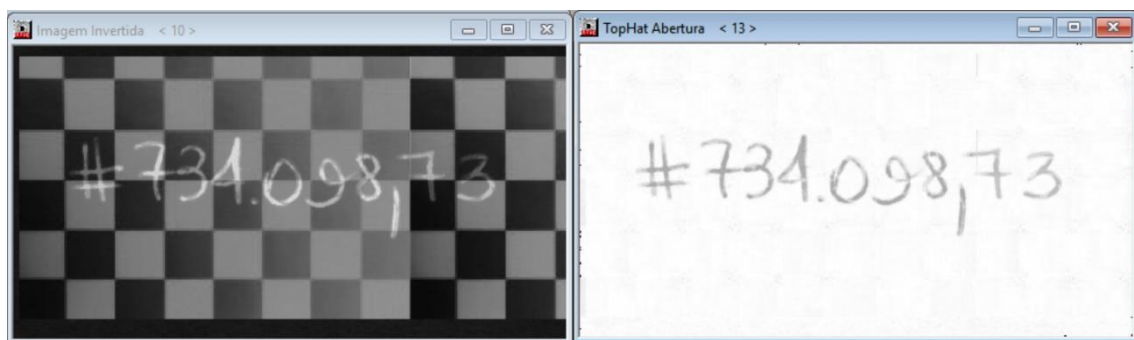 Imagem Invertida < 10 >
TopHat Abertura < 13 >
#734.098,73
#734.098,73